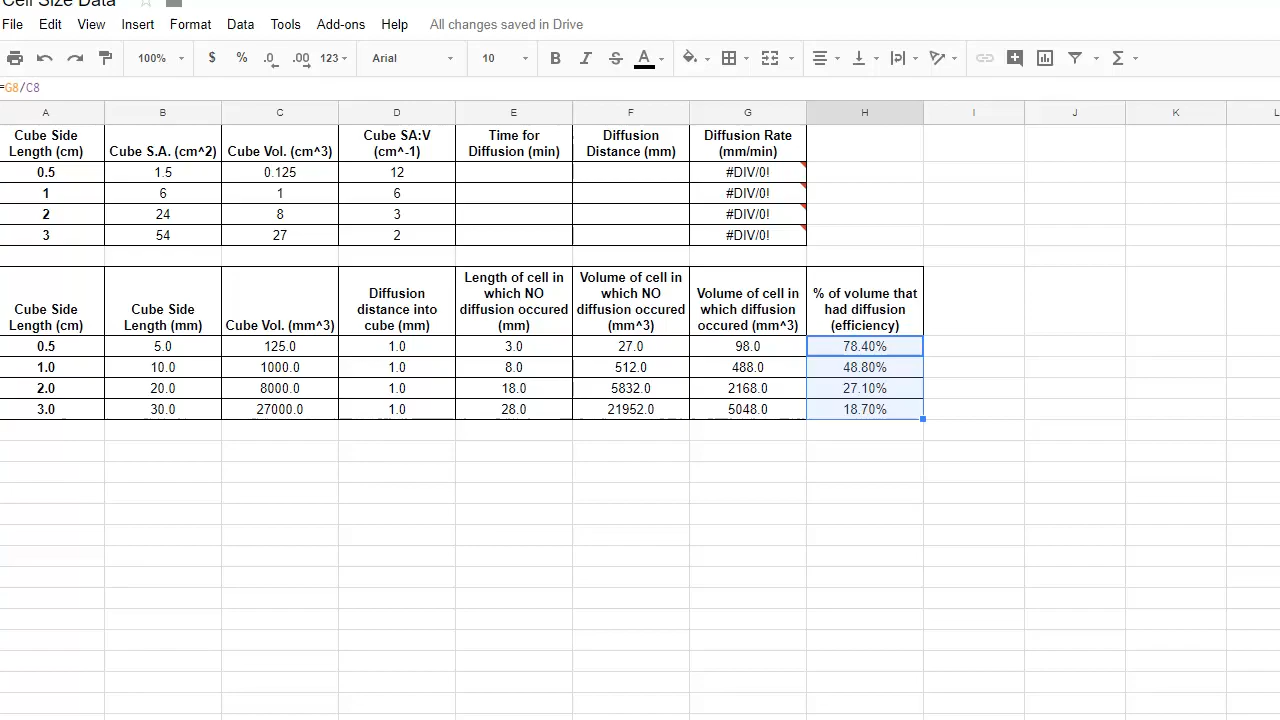 Cell Size Data
File Edit View Insert Format Data Tools Add-ons Help All changes saved in Drive
100% $ % .0 .00 123 Arial 10 B I S A Σ
=G8/C8
A B C D E F G H I J K L
Cube Side Length (cm) Cube S.A. (cm^2) Cube Vol. (cm^3) Cube SA:V (cm^-1) Time for Diffusion (min) Diffusion Distance (mm) Diffusion Rate (mm/min)
0.5 1.5 0.125 12 #DIV/0!
1 6 1 6 #DIV/0!
2 24 8 3 #DIV/0!
3 54 27 2 #DIV/0!
Cube Side Length (cm) Cube Side Length (mm) Cube Vol. (mm^3) Diffusion distance into cube (mm) Length of cell in which NO diffusion occured (mm) Volume of cell in which NO diffusion occured (mm^3) Volume of cell in which diffusion occured (mm^3) % of volume that had diffusion (efficiency)
0.5 5.0 125.0 1.0 3.0 27.0 98.0 78.40%
1.0 10.0 1000.0 1.0 8.0 512.0 488.0 48.80%
2.0 20.0 8000.0 1.0 18.0 5832.0 2168.0 27.10%
3.0 30.0 27000.0 1.0 28.0 21952.0 5048.0 18.70%